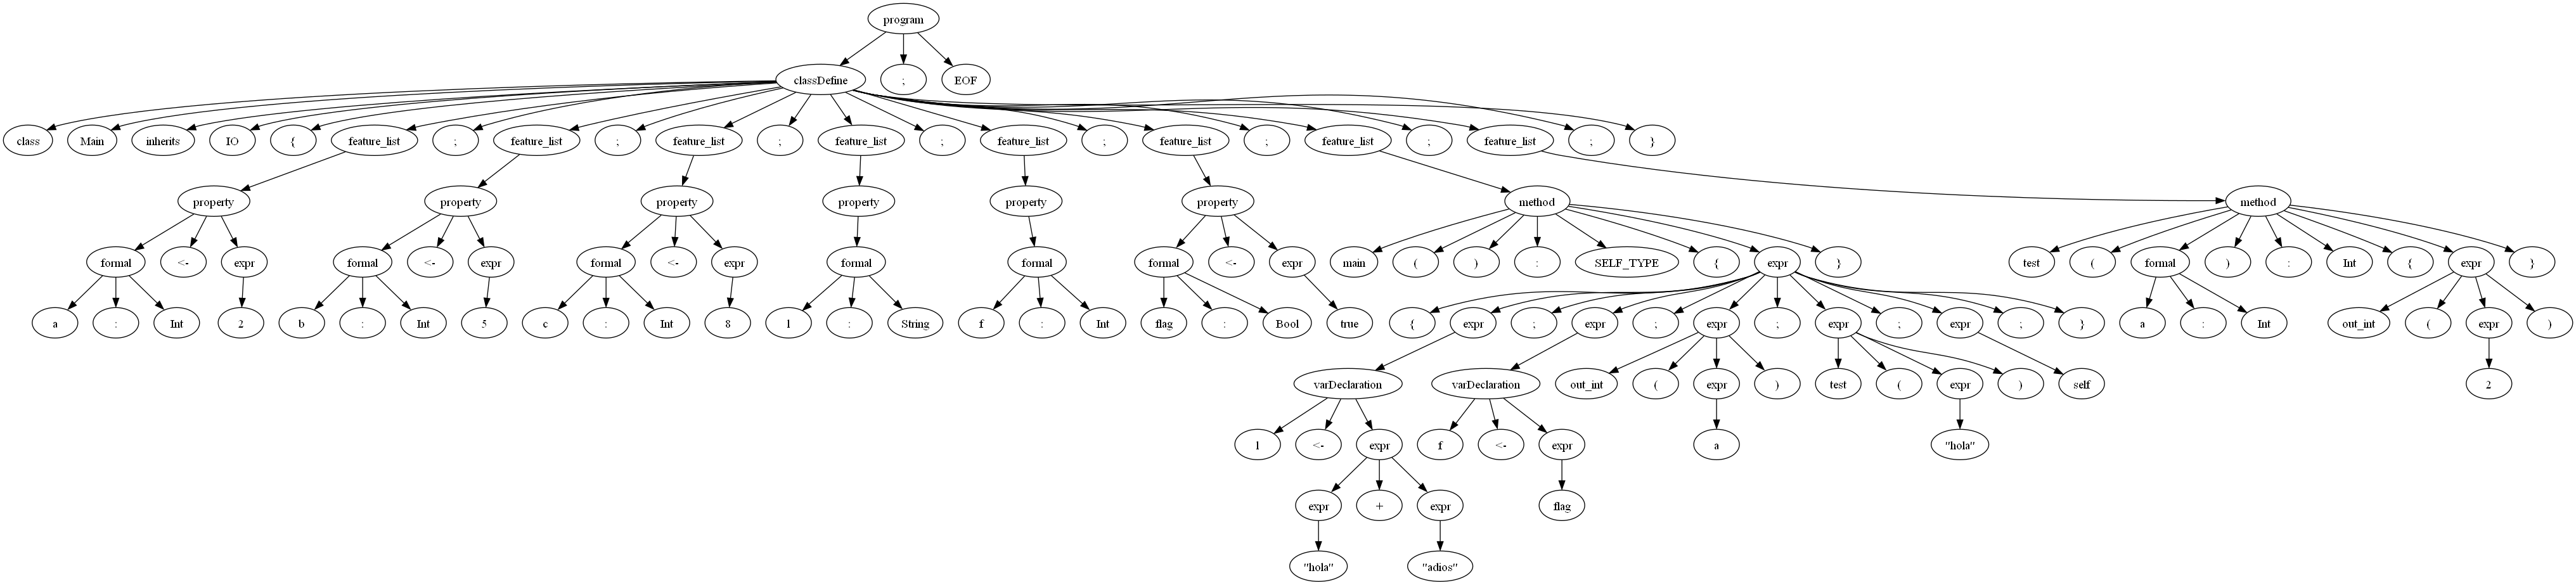 program
classDefine ; EOF
class Main inherits IO { feature_list ; feature_list ; feature_list ; feature_list ; feature_list ; feature_list ; feature_list ; feature_list ; }
property property property property property property method method
formal <- expr formal <- expr formal <- expr formal formal formal <- expr main ( ) : SELF_TYPE { expr } test ( formal ) : Int { expr }
a : Int 2 b : Int 5 c : Int 8 l : String f : Int flag : Bool true { expr ; expr ; expr ; expr ; expr ; } a : Int out_int ( expr )
varDeclaration varDeclaration out_int ( expr ) test ( expr ) self 2
l <- expr f <- expr a "hola"
expr + expr flag
"hola" "adios"